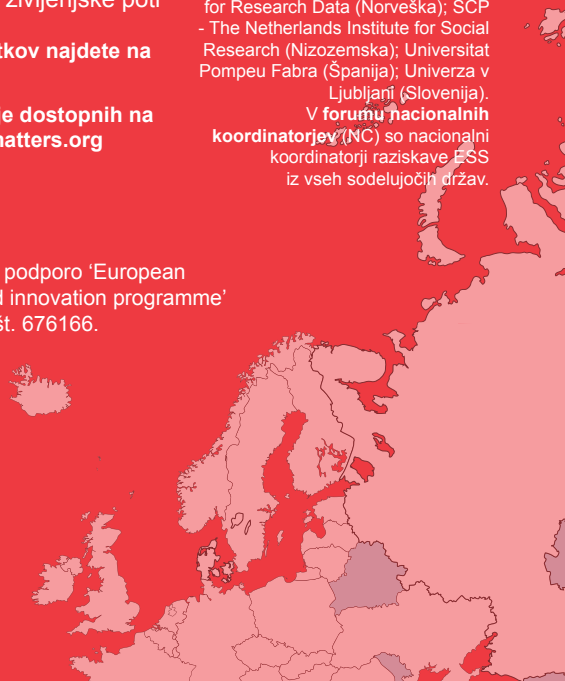 življenjske poti
tkov najdete na
je dostopnih na
natters.org
podporo ‘European
d innovation programme’
št. 676166.
for Research Data (Norveška); SCP
- The Netherlands Institute for Social
Research (Nizozemska); Universitat
Pompeu Fabra (Španija); Univerza v
Ljubljani (Slovenija).
V forumu nacionalnih
koordinatorjev (NC) so nacionalni
koordinatorji raziskave ESS
iz vseh sodelujočih držav.